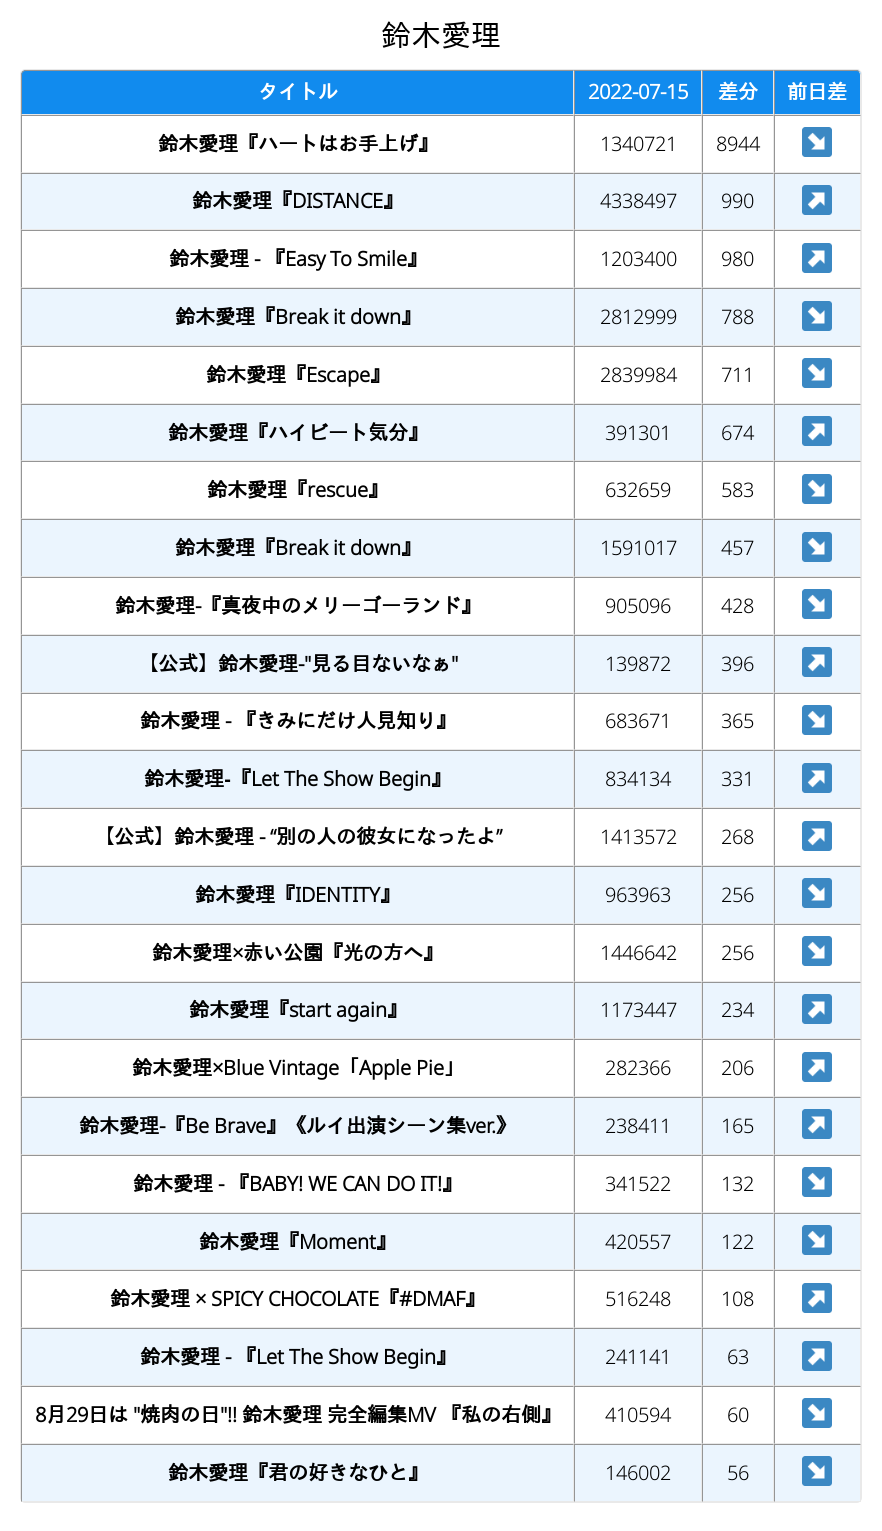 鈴木愛理
タイトル 2022-07-15 差分 前日差
鈴木愛理『ハートはお手上げ』 1340721 8944 ↘
鈴木愛理『DISTANCE』 4338497 990 ↗
鈴木愛理 - 『Easy To Smile』 1203400 980 ↗
鈴木愛理『Break it down』 2812999 788 ↘
鈴木愛理『Escape』 2839984 711 ↘
鈴木愛理『ハイビート気分』 391301 674 ↗
鈴木愛理『rescue』 632659 583 ↘
鈴木愛理『Break it down』 1591017 457 ↘
鈴木愛理-『真夜中のメリーゴーランド』 905096 428 ↘
【公式】鈴木愛理-"見る目ないなぁ" 139872 396 ↗
鈴木愛理 - 『きみにだけ人見知り』 683671 365 ↘
鈴木愛理-『Let The Show Begin』 834134 331 ↗
【公式】鈴木愛理 - “別の人の彼女になったよ” 1413572 268 ↗
鈴木愛理『IDENTITY』 963963 256 ↘
鈴木愛理×赤い公園『光の方へ』 1446642 256 ↘
鈴木愛理『start again』 1173447 234 ↗
鈴木愛理×Blue Vintage「Apple Pie」 282366 206 ↗
鈴木愛理-『Be Brave』《ルイ出演シーン集ver.》 238411 165 ↗
鈴木愛理 - 『BABY! WE CAN DO IT!』 341522 132 ↘
鈴木愛理『Moment』 420557 122 ↘
鈴木愛理 × SPICY CHOCOLATE『#DMAF』 516248 108 ↗
鈴木愛理 - 『Let The Show Begin』 241141 63 ↗
8月29日は "焼肉の日"!! 鈴木愛理 完全編集MV 『私の右側』 410594 60 ↘
鈴木愛理『君の好きなひと』 146002 56 ↘